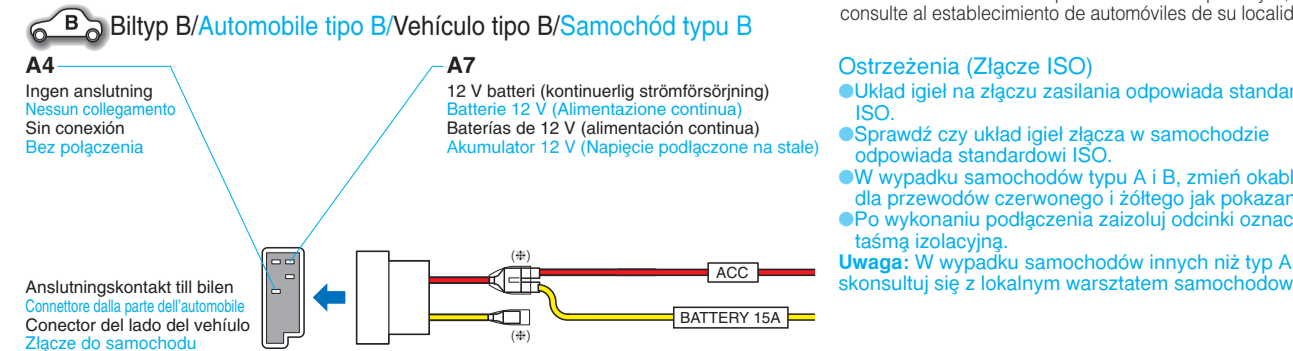 B
Biltyp B/Automobile tipo B/Vehículo tipo B/Samochód typu B
A4
Ingen anslutning
Nessun collegamento
Sin conexión
Bez połączenia
A7
12 V batteri (kontinuerlig strömförsörjning)
Batterie 12 V (Alimentazione continua)
Baterías de 12 V (alimentación continua)
Akumulator 12 V (Napięcie podłączone na stałe)
Anslutningskontakt till bilen
Connettore dalla parte dell'automobile
Conector del lado del vehíulo
Złącze do samochodu
(⁜)
ACC
BATTERY 15A
(⁜)
consulte al establecimiento de automóviles de su localid
Ostrzeżenia (Złącze ISO)
●Układ igieł na złączu zasilania odpowiada standar
ISO.
●Sprawdź czy układ igieł złącza w samochodzie
odpowiada standardowi ISO.
●W wypadku samochodów typu A i B, zmień okabl
dla przewodów czerwonego i żółtego jak pokazan
●Po wykonaniu podłączenia zaizoluj odcinki oznac
taśmą izolacyjną.
Uwaga: W wypadku samochodów innych niż typ A
skonsultuj się z lokalnym warsztatem samochodow